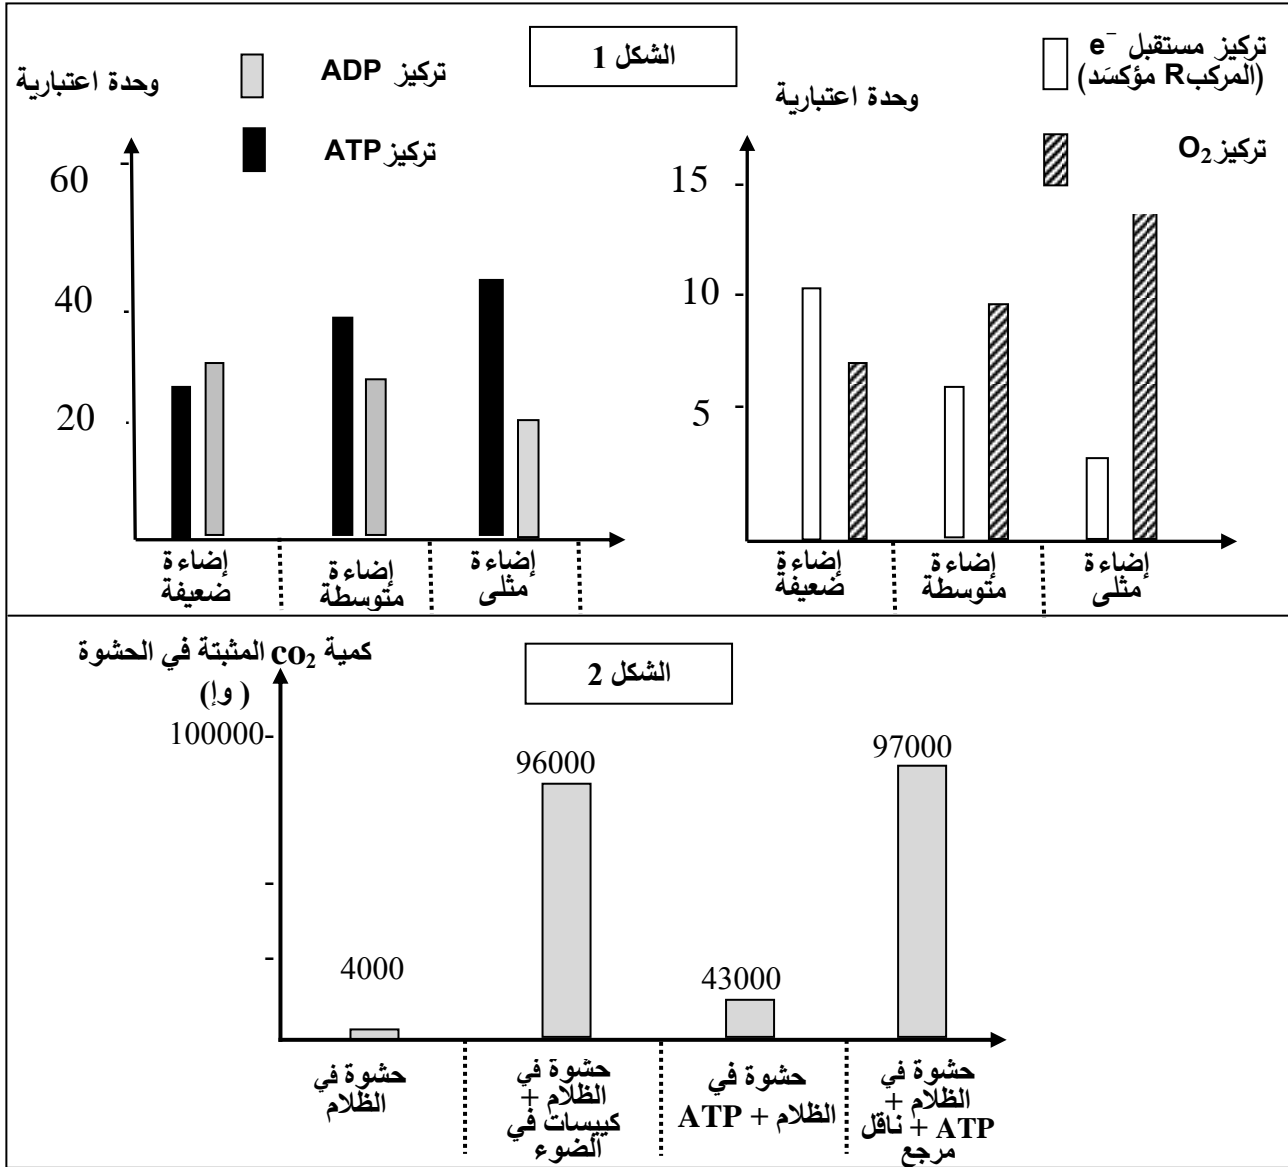 الشكل 1
وحدة اعتبارية
تركيز ADP
تركيز ATP
60
40
20
إضاءة ضعيفة
إضاءة متوسطة
إضاءة مثلى
وحدة اعتبارية
تركيز مستقبل e⁻
(المركب R مؤكسَد)
تركيز O₂
15
10
5
إضاءة ضعيفة
إضاءة متوسطة
إضاءة مثلى
الشكل 2
كمية co₂ المثبتة في الحشوة
(وإ)
100000
4000
96000
43000
97000
حشوة في
الظلام
حشوة في
الظلام +
كييسات في
الضوء
حشوة في
الظلام + ATP
حشوة في
الظلام +
ATP + ناقل
مرجع